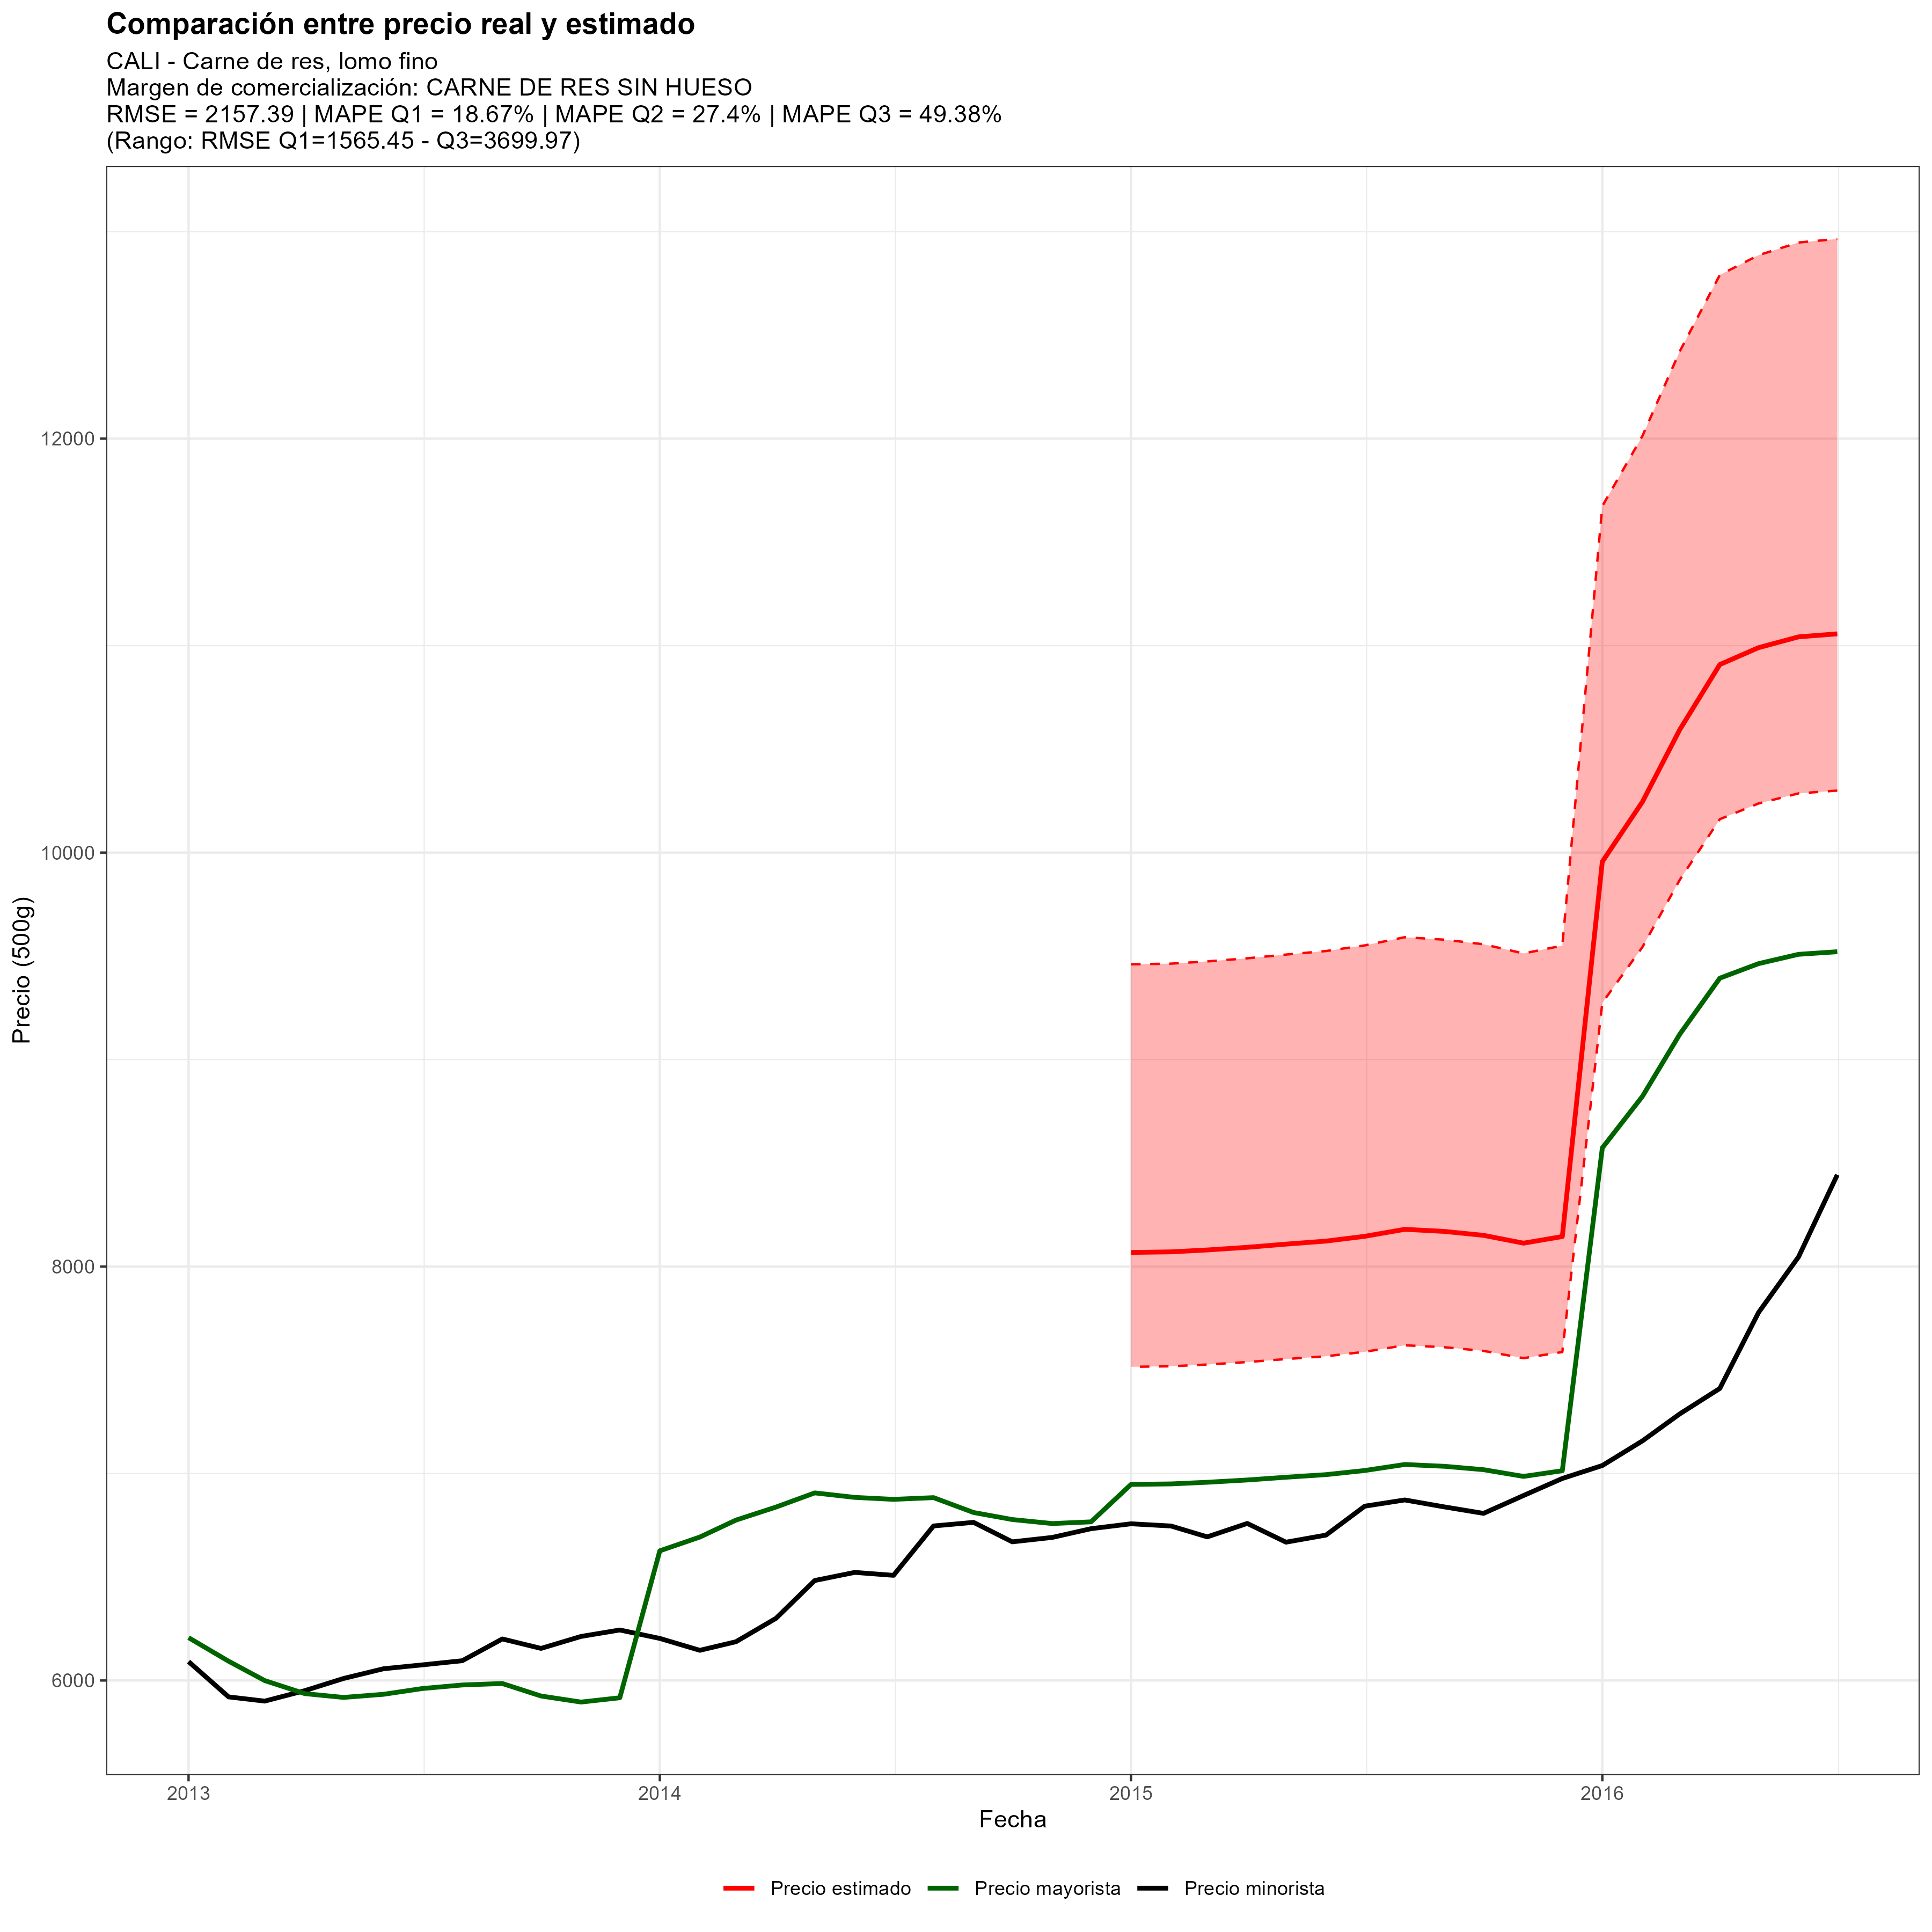 Comparación entre precio real y estimado
CALI - Carne de res, lomo fino
Margen de comercialización: CARNE DE RES SIN HUESO
RMSE = 2157.39 | MAPE Q1 = 18.67% | MAPE Q2 = 27.4% | MAPE Q3 = 49.38%
(Rango: RMSE Q1=1565.45 - Q3=3699.97)
Precio (500g)
12000
10000
8000
6000
2013 2014 2015 2016
Fecha
Precio estimado Precio mayorista Precio minorista